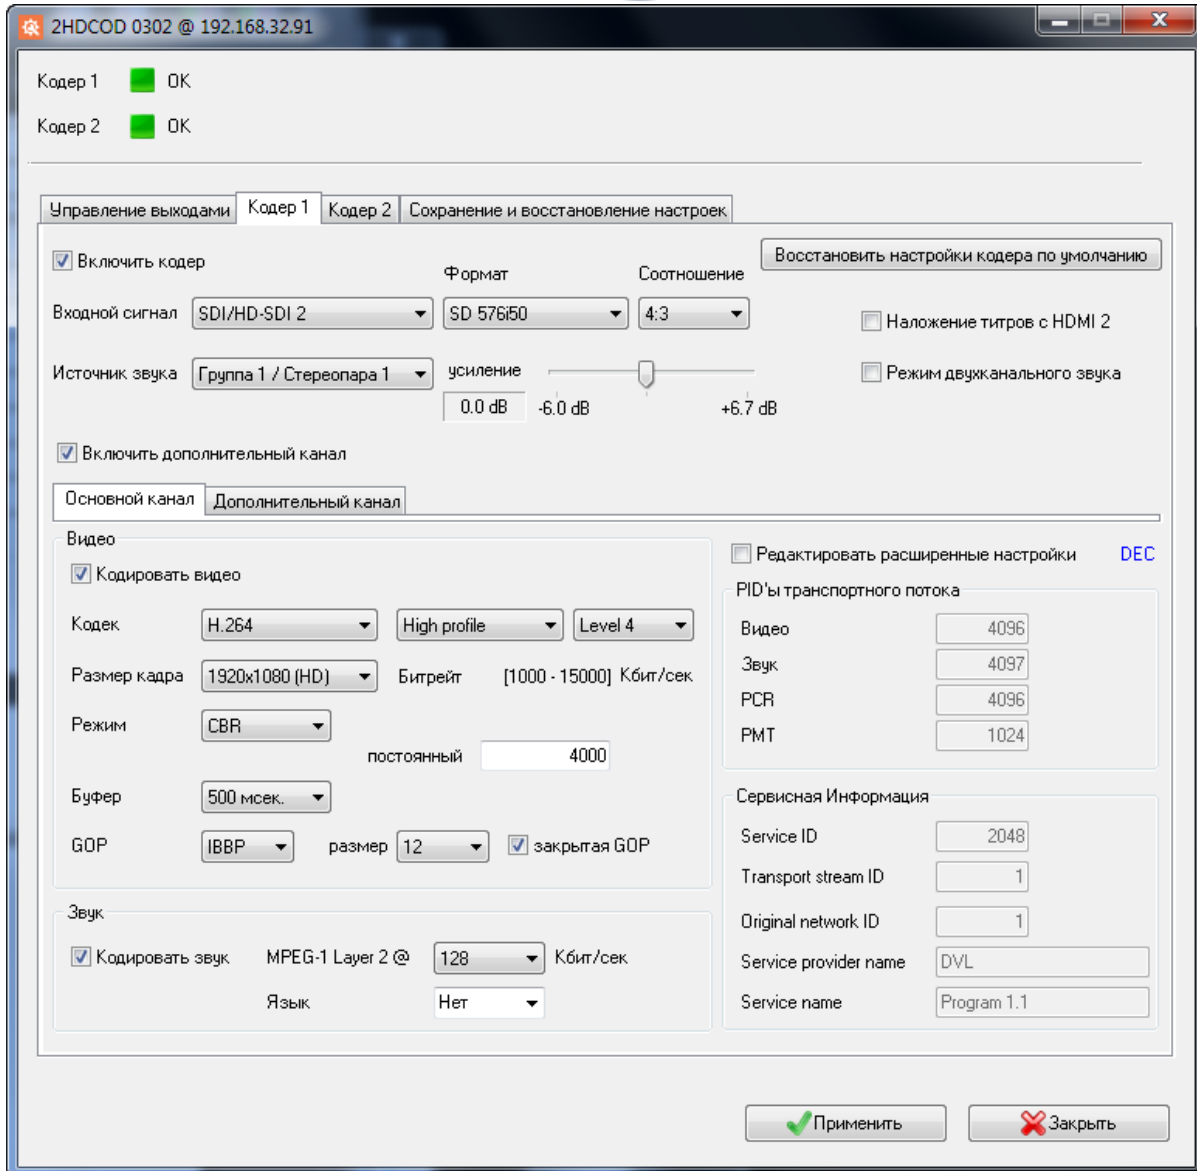 2HDCOD 0302 @ 192.168.32.91
Кодер 1 OK
Кодер 2 OK
Управление выходами Кодер 1 Кодер 2 Сохранение и восстановление настроек
Включить кодер Восстановить настройки кодера по умолчанию
Формат Соотношение
Входной сигнал SDI/HD-SDI 2 SD 576i50 4:3 Наложение титров с HDMI 2
Источник звука Группа 1 / Стереопара 1 усиление Режим двухканального звука
0.0 dB -6.0 dB +6.7 dB
Включить дополнительный канал
Основной канал Дополнительный канал
Видео
Кодировать видео
Кодек H.264 High profile Level 4
Размер кадра 1920x1080 (HD) Битрейт [1000 - 15000] Кбит/сек
Режим CBR
постоянный 4000
Буфер 500 мсек.
GOP IBBP размер 12 закрытая GOP
Звук
Кодировать звук MPEG-1 Layer 2 @ 128 Кбит/сек
Язык Нет
Редактировать расширенные настройки DEC
PID'ы транспортного потока
Видео 4096
Звук 4097
PCR 4096
PMT 1024
Сервисная Информация
Service ID 2048
Transport stream ID 1
Original network ID 1
Service provider name DVL
Service name Program 1.1
Применить Закрыть